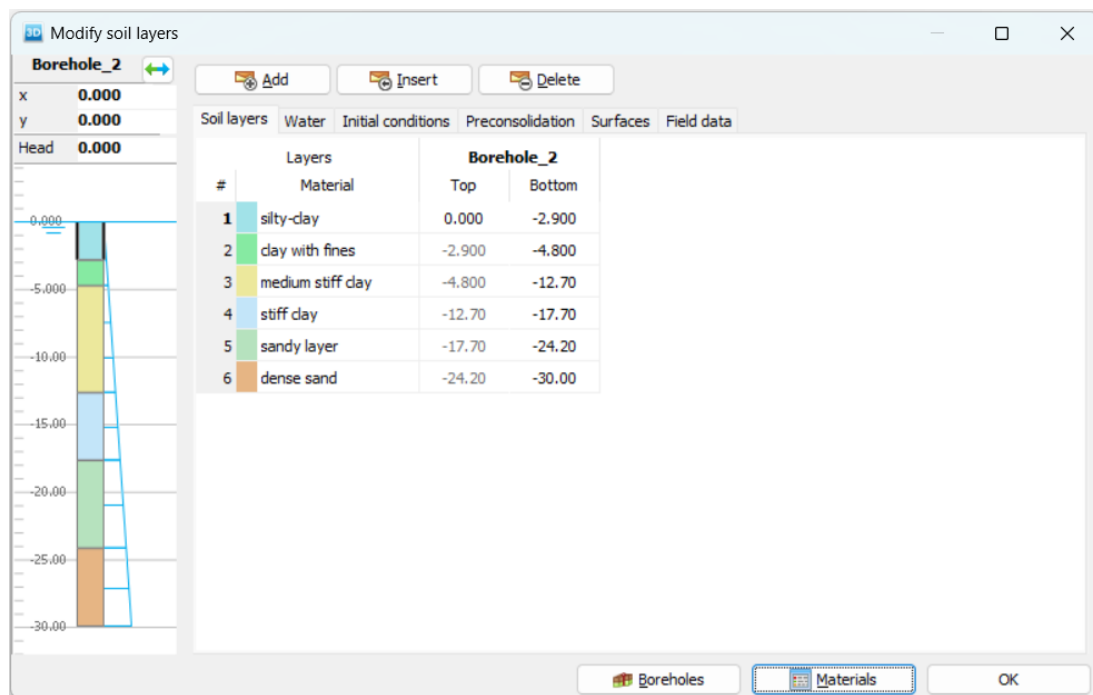 3D Modify soil layers
Borehole_2
x 0.000
y 0.000
Head 0.000
Add Insert Delete
Soil layers Water Initial conditions Preconsolidation Surfaces Field data
Layers Borehole_2
# Material Top Bottom
1 silty-clay 0.000 -2.900
2 clay with fines -2.900 -4.800
3 medium stiff clay -4.800 -12.70
4 stiff clay -12.70 -17.70
5 sandy layer -17.70 -24.20
6 dense sand -24.20 -30.00
0.000
-5.000
-10.00
-15.00
-20.00
-25.00
-30.00
Boreholes Materials OK